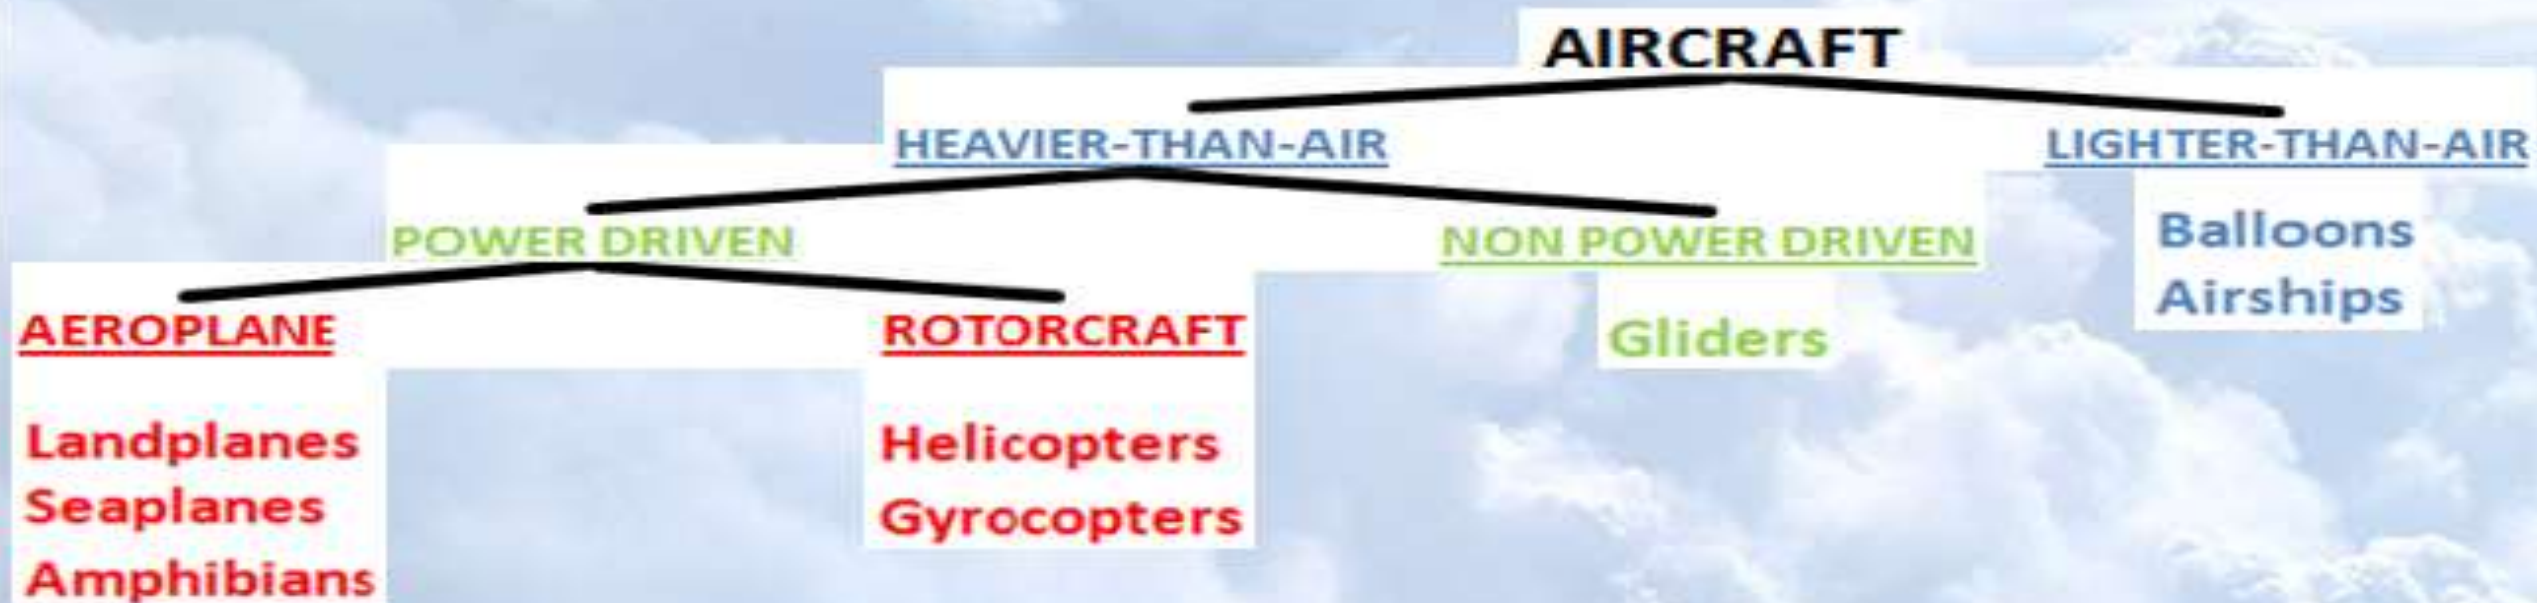 AIRCRAFT
HEAVIER-THAN-AIR
LIGHTER-THAN-AIR
POWER DRIVEN
NON POWER DRIVEN
Balloons
Airships
AEROPLANE
ROTORCRAFT
Gliders
Landplanes
Seaplanes
Amphibians
Helicopters
Gyrocopters